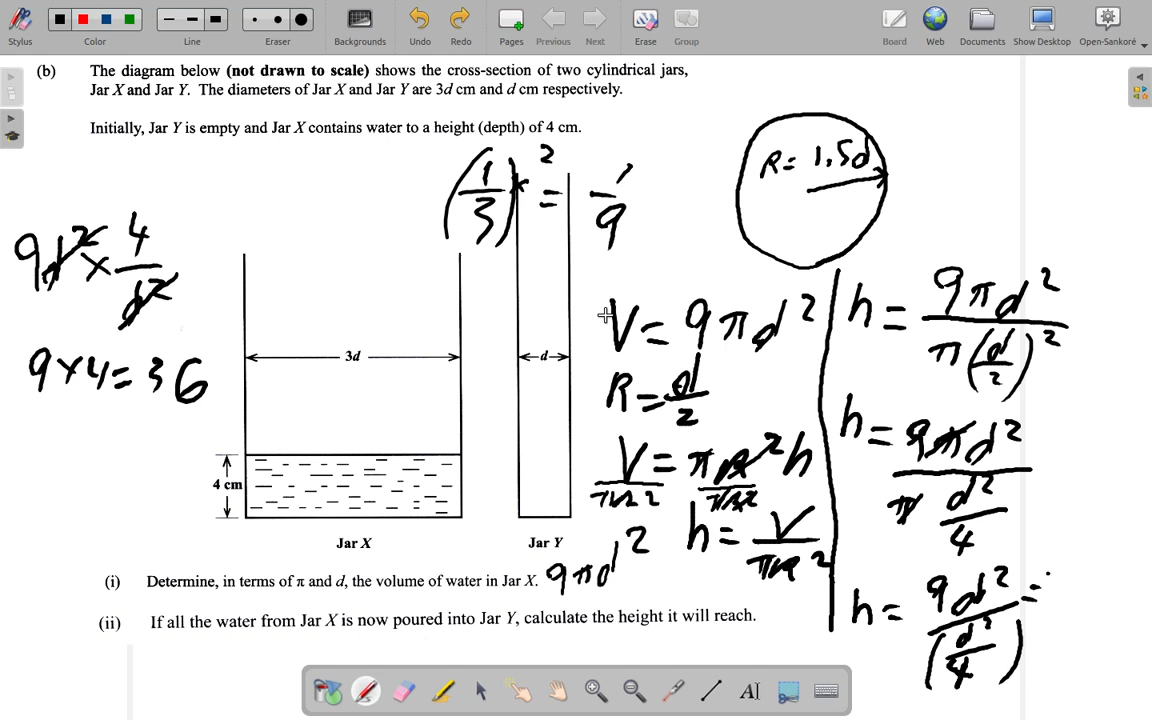 Stylus
Color
Line
Eraser
Backgrounds
Undo
Redo
Pages
Previous
Next
Erase
Group
Board
Web
Documents
Show Desktop
Open-Sankoré
(b) The diagram below (not drawn to scale) shows the cross-section of two cylindrical jars,
Jar X and Jar Y. The diameters of Jar X and Jar Y are 3d cm and d cm respectively.
Initially, Jar Y is empty and Jar X contains water to a height (depth) of 4 cm.
R = 1.5d
(1/3)² = 1/9
9d² × 4/d²
9 × 4 = 36
3d
d
4 cm
Jar X
Jar Y
V = 9πd²
R = d/2
V/πR² = πR²h/πR²
h = V/πR²
h = 9πd²/π(d/2)²
h = 9πd²/π d²/4
h = 9d²/(d²/4) =
(i) Determine, in terms of π and d, the volume of water in Jar X. 9πd²
(ii) If all the water from Jar X is now poured into Jar Y, calculate the height it will reach.